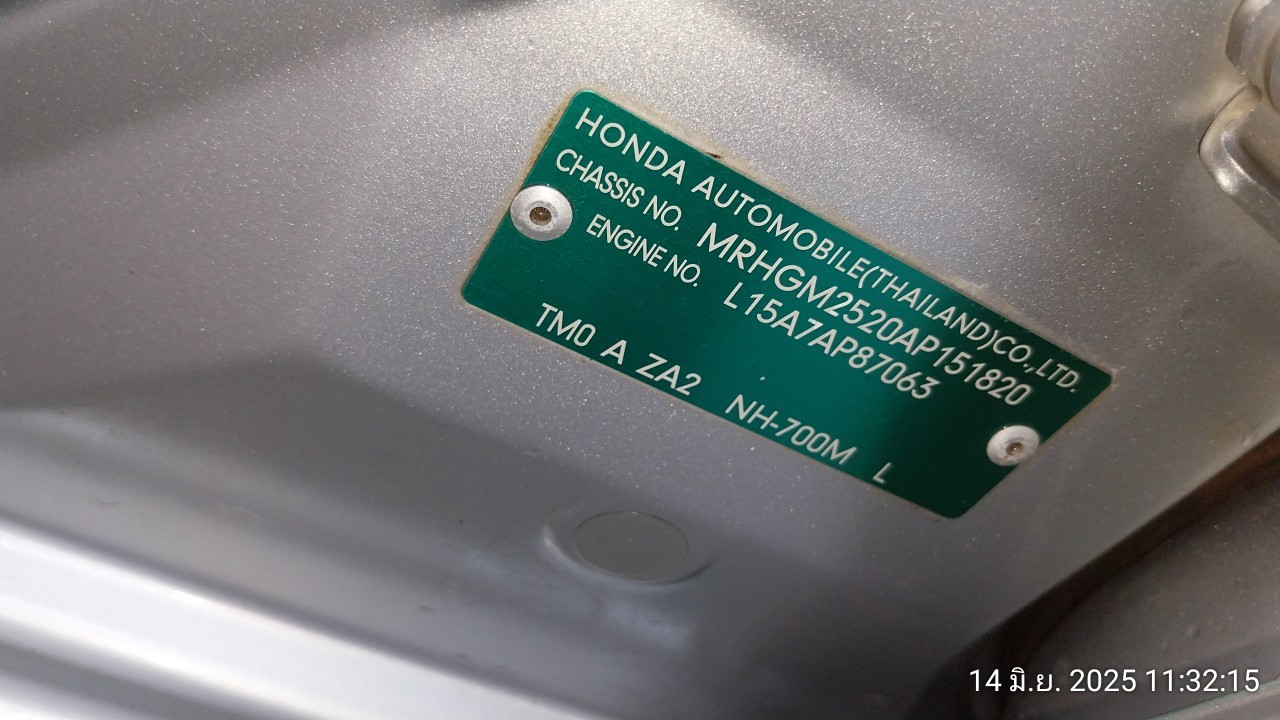 HONDA AUTOMOBILE(THAILAND)CO.,LTD.
CHASSIS NO. MRHGM2520AP151820
ENGINE NO. L15A7AP87063
TM0 A ZA2 NH-700M L
14 มิ.ย. 2025 11:32:15